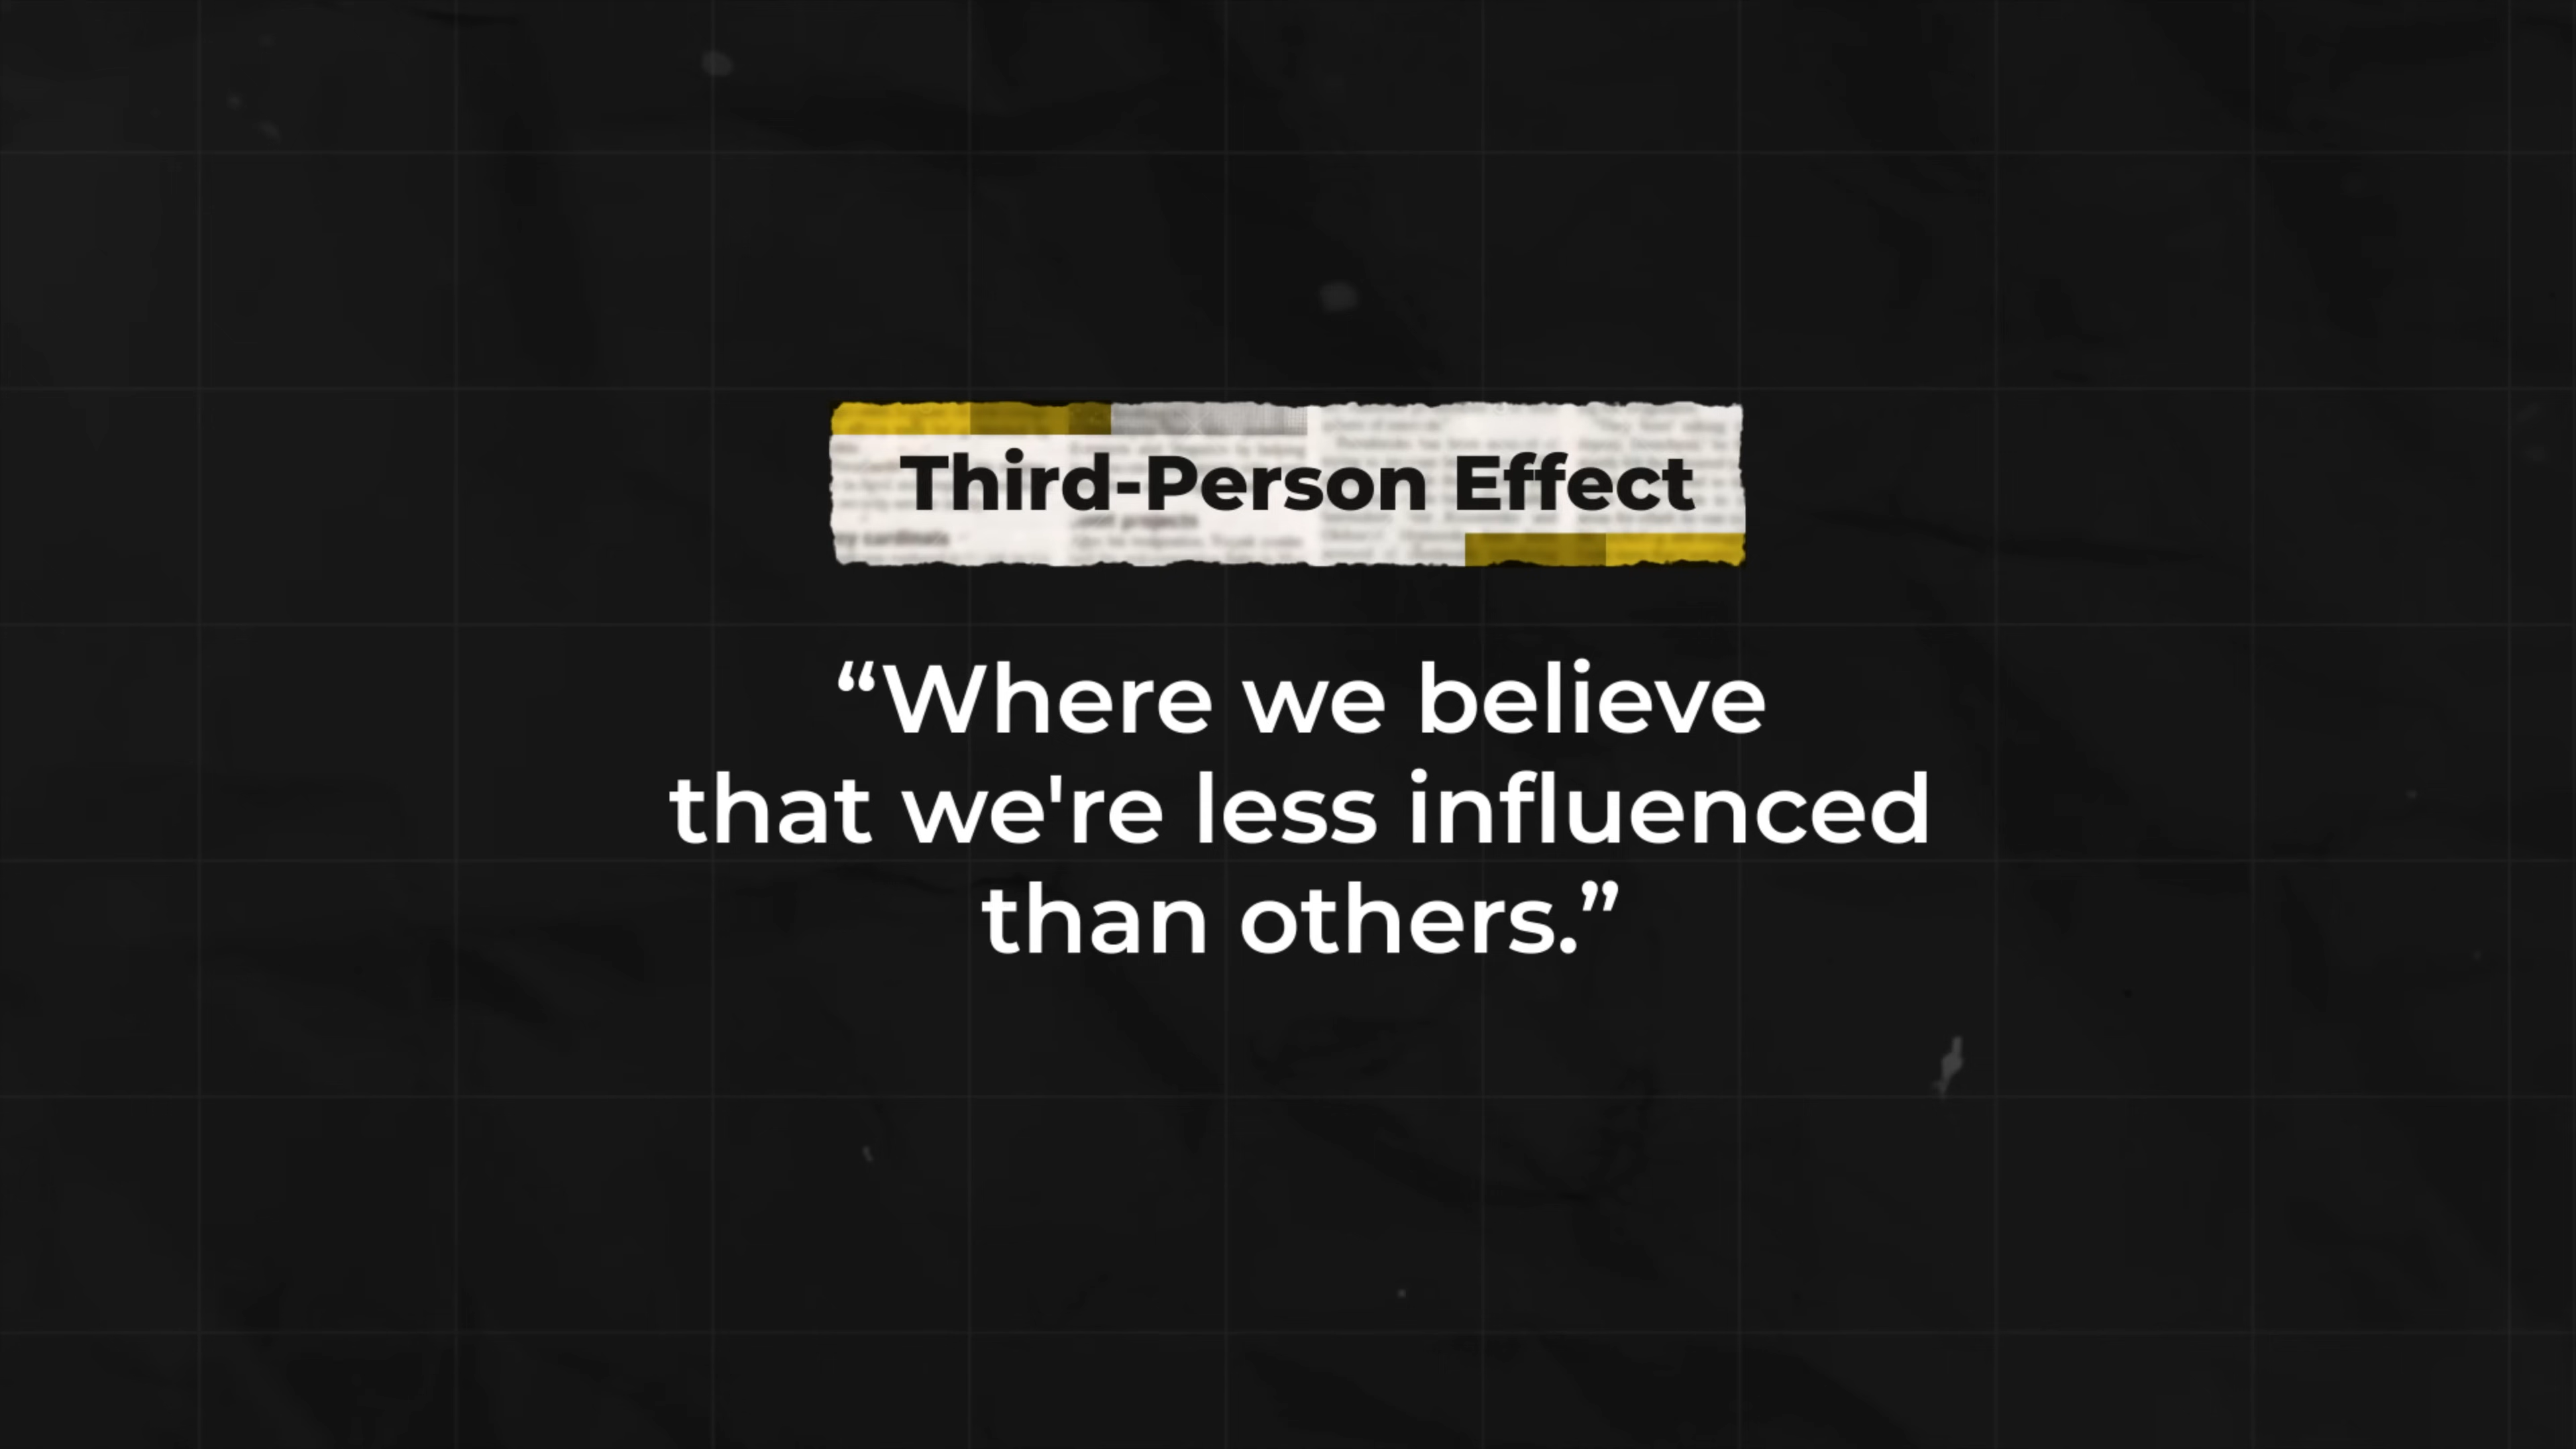 Third-Person Effect
“Where we believe
that we're less influenced
than others.”